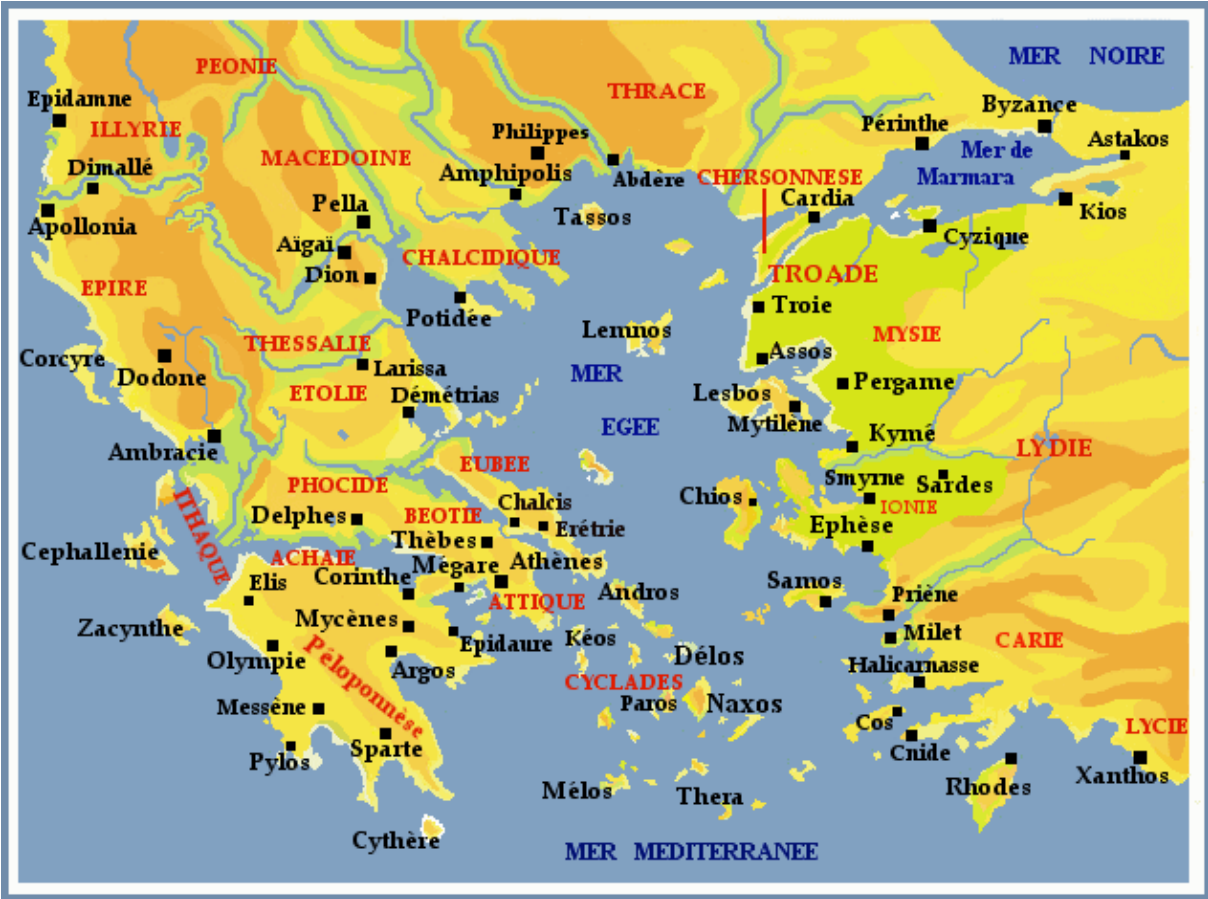 MER NOIRE
PEONIE
THRACE
Epidamne
Byzance
ILLYRIE
Philippes
Périnthe
Astakos
Mer de
Marmara
MACEDOINE
Dimallé
Amphipolis
Abdère
CHERSONNESE
Cardia
Pella
Tassos
Kios
Apollonia
Cyzique
Aïgaï
CHALCIDIQUE
Dion
TROADE
EPIRE
Troie
Potidée
Lemnos
MYSIE
THESSALIE
Corcyre
Dodone
Larissa
Assos
MER
EGEE
ETOLIE
Démétrias
Lesbos
Pergame
Mytilène
Ambracie
Kymê
LYDIE
EUBEE
Smyrne
Sardes
PHOCIDE
Chios
ITHAQUE
Chalcis
IONIE
Delphes
BEOTIE
Erétrie
Ephèse
Thèbes
Cephallenie
ACHAIE
Mégare
Athènes
Elis
Corinthe
Samos
Andros
ATTIQUE
Priène
Mycènes
Zacynthe
Epidaure
Kéos
Milet
CARIE
Olympie
Péloponnèse
Argos
Délos
Halicarnasse
CYCLADES
Paros
Naxos
Messène
Cos
LYCIE
Sparte
Cnide
Pylos
Xanthos
Mélos
Thera
Rhodes
Cythère
MER MEDITERRANEE